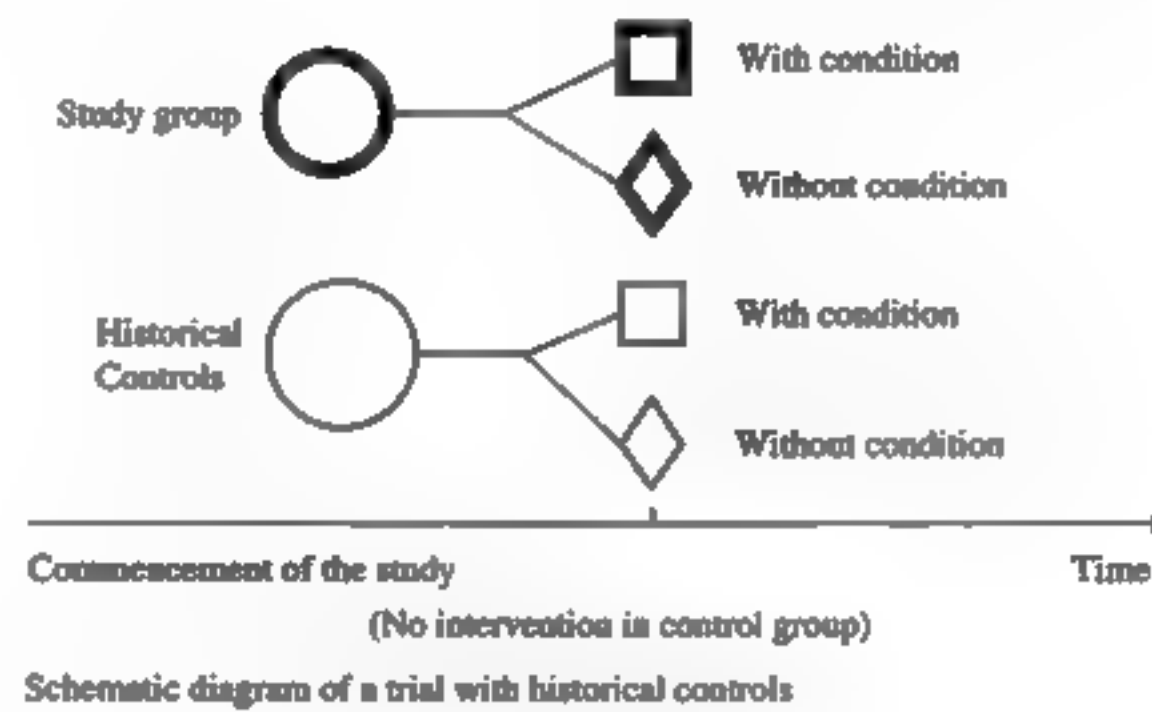 With condition
Study group
Without condition
With condition
Historical
Controls
Without condition
Commencement of the study
Time
(No intervention in control group)
Schematic diagram of a trial with historical controls